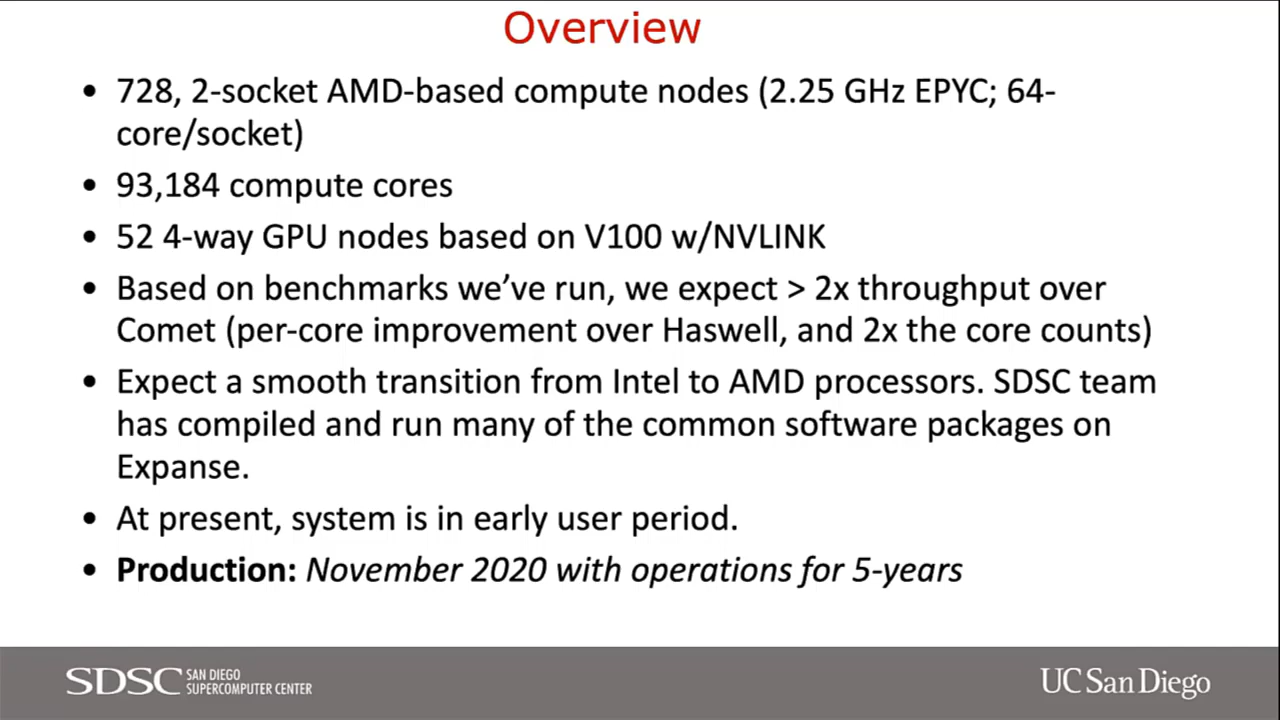 Overview
• 728, 2-socket AMD-based compute nodes (2.25 GHz EPYC; 64-
core/socket)
• 93,184 compute cores
• 52 4-way GPU nodes based on V100 w/NVLINK
• Based on benchmarks we’ve run, we expect > 2x throughput over
Comet (per-core improvement over Haswell, and 2x the core counts)
• Expect a smooth transition from Intel to AMD processors. SDSC team
has compiled and run many of the common software packages on
Expanse.
• At present, system is in early user period.
• Production: November 2020 with operations for 5-years
SDSC SAN DIEGO
SUPERCOMPUTER CENTER
UC San Diego